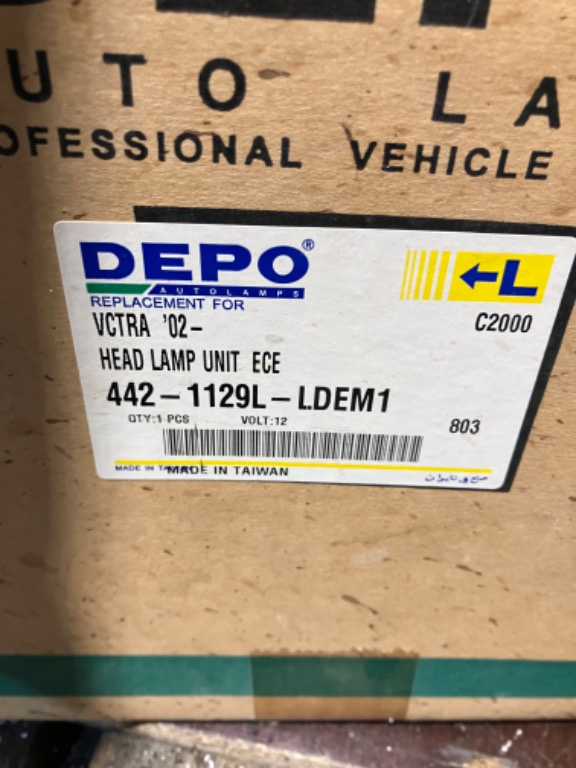 UTO LA
OFESSIONAL VEHICLE
DEPO®
AUTOLAMPS
REPLACEMENT FOR
←L
VCTRA '02-
C2000
HEAD LAMP UNIT ECE
442-1129L-LDEM1
QTY:1 PCS VOLT:12
803
MADE IN TAIWAN